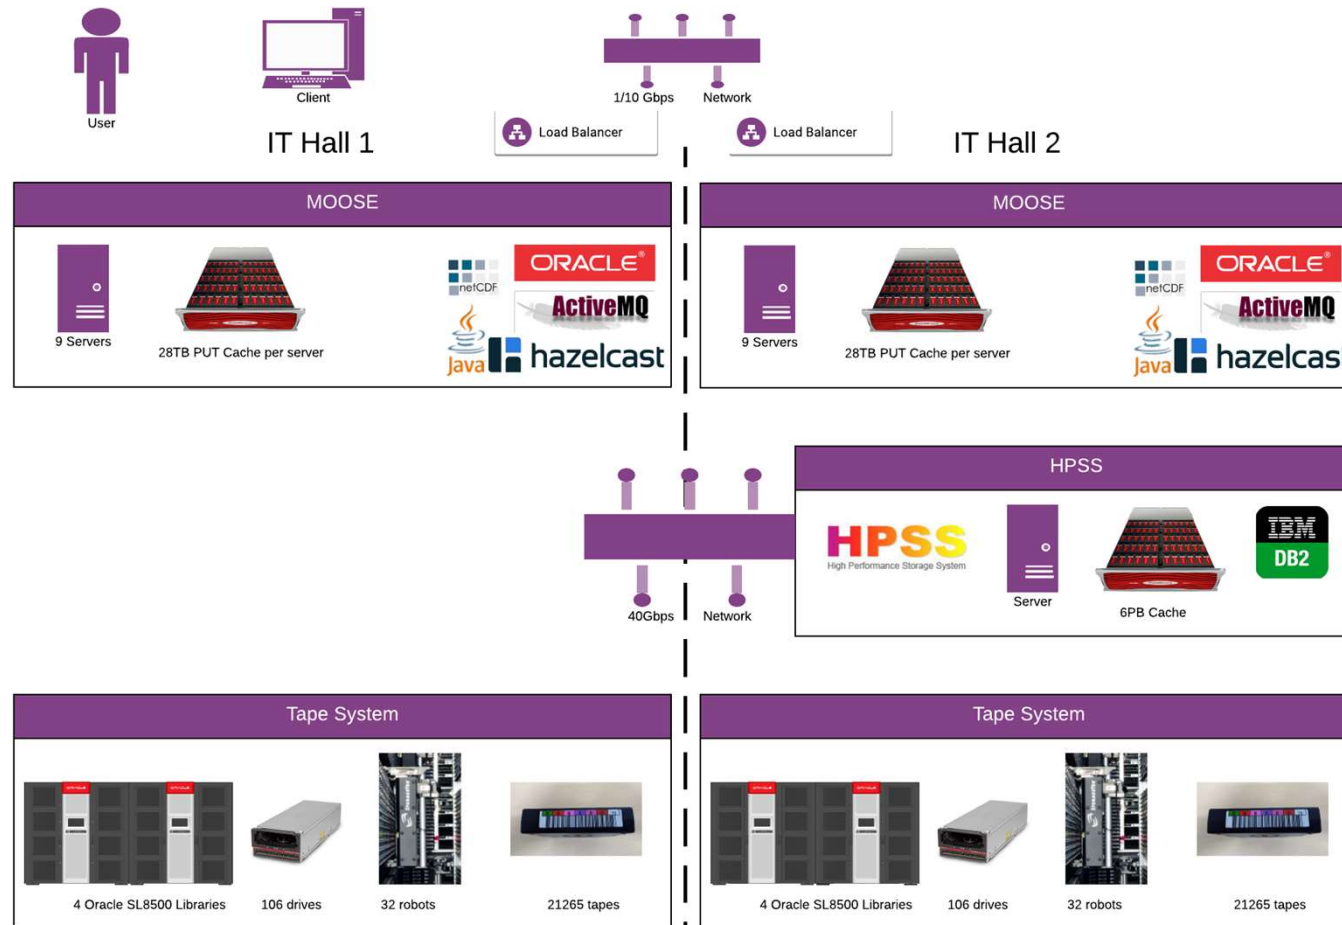 User
Client
1/10 Gbps Network
IT Hall 1
Load Balancer
Load Balancer
IT Hall 2
MOOSE
9 Servers
28TB PUT Cache per server
netCDF
ORACLE®
ActiveMQ
Java
hazelcast
MOOSE
9 Servers
28TB PUT Cache per server
netCDF
ORACLE®
ActiveMQ
Java
hazelcas
40Gbps Network
HPSS
HPSS
High Performance Storage System
Server
6PB Cache
IBM
DB2
Tape System
ORACLE
ORACLE
4 Oracle SL8500 Libraries
106 drives
32 robots
21265 tapes
Tape System
ORACLE
ORACLE
4 Oracle SL8500 Libraries
106 drives
32 robots
21265 tapes